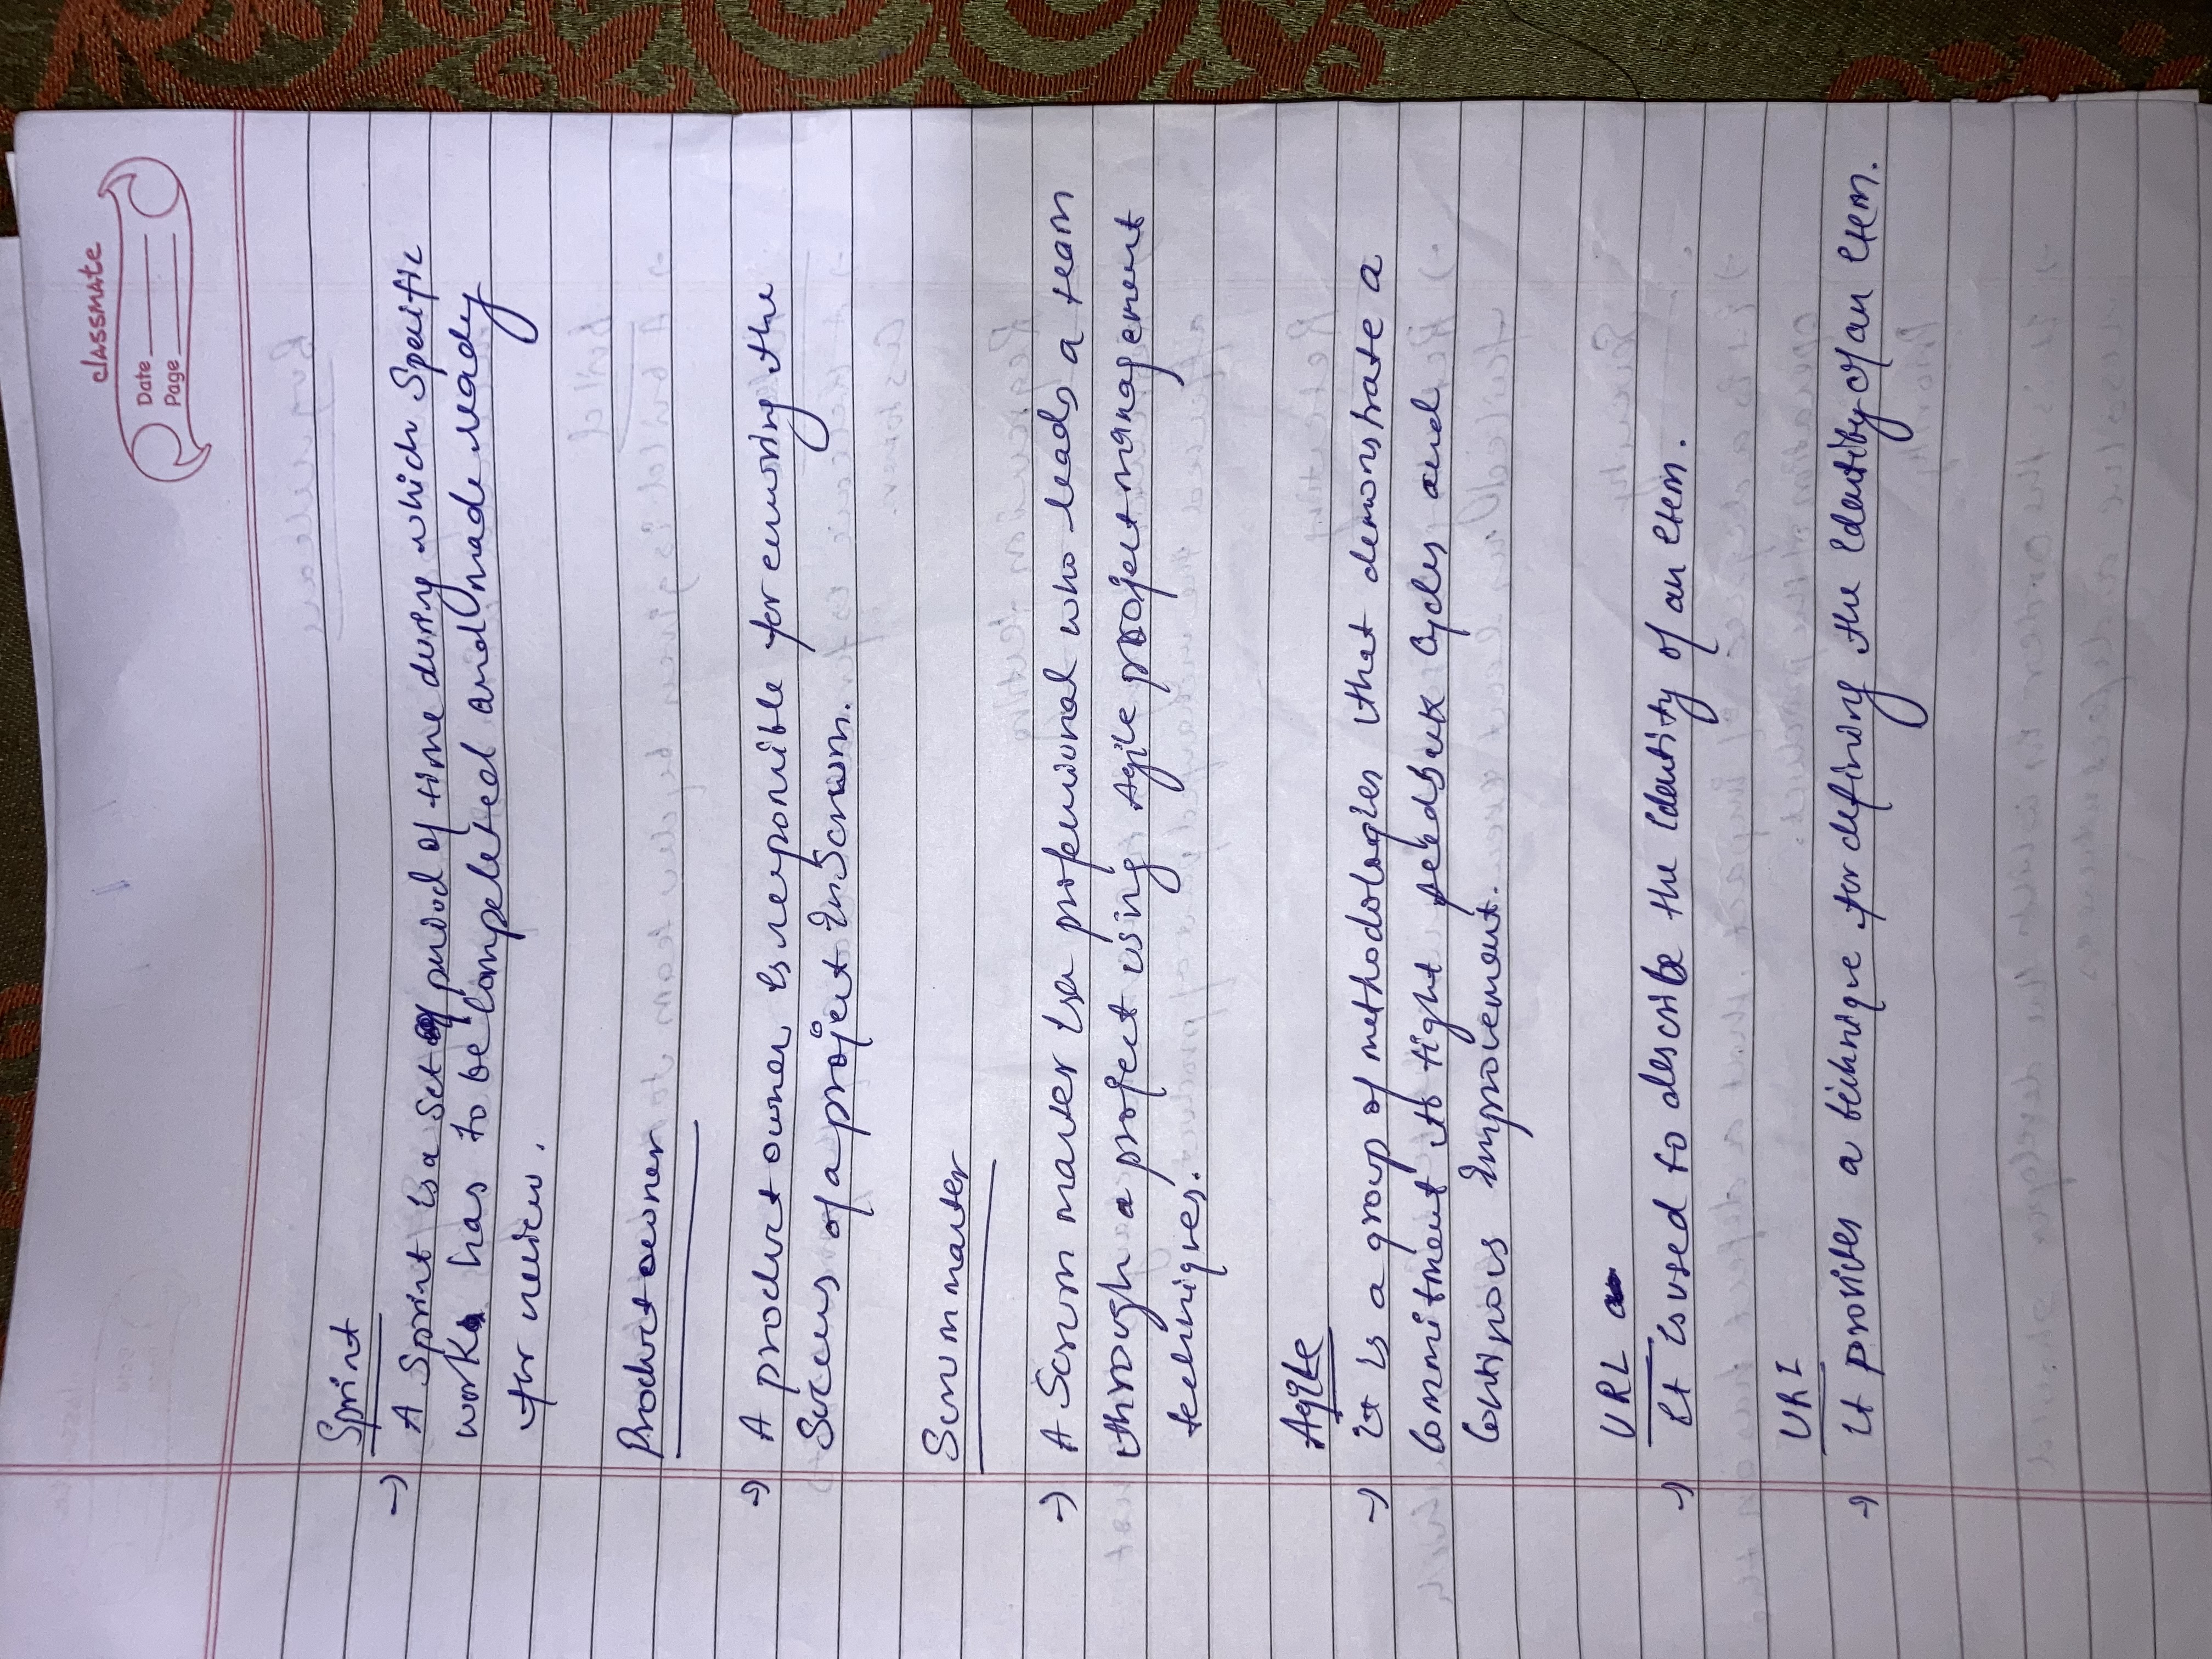 classmate
Date
Page
Sprint
→ A Sprint is a set of period of time during which specific
work has to be compeleted and made ready
for review.
Product owner
→ A product owner is responsible for ensuring the
Success of a project in Scrum.
Scrum master
→ A Scrum master is a professional who leads a team
through a project using Agile project management
techniques.
Agile
→ it is a group of methodologies that demonstrate a
Commitment to tight feedback Cycles and
Continous Improvement.
URL
→ It is used to describe the identity of an item.
URI
→ It provides a technique for defining the identity of an item.